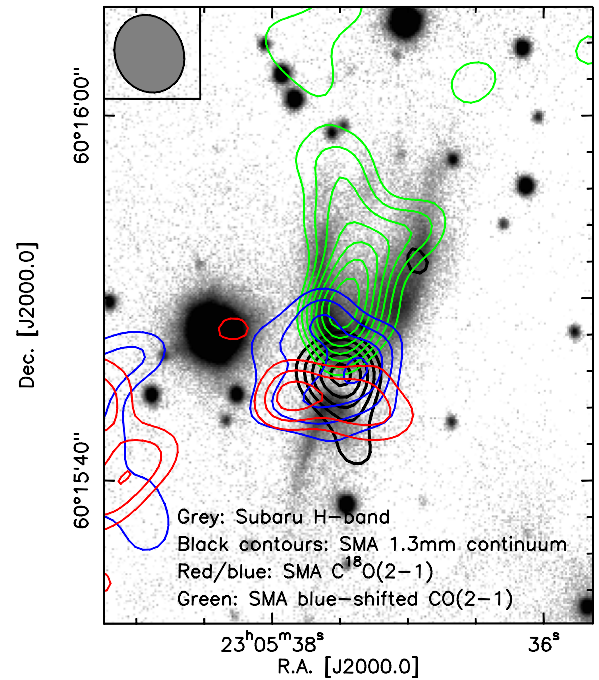 60°16'00"
Dec. [J2000.0]
60°15'40"
Grey: Subaru H-band
Black contours: SMA 1.3mm continuum
Red/blue: SMA C¹⁸O(2-1)
Green: SMA blue-shifted CO(2-1)
23ʰ05ᵐ38ˢ
36ˢ
R.A. [J2000.0]